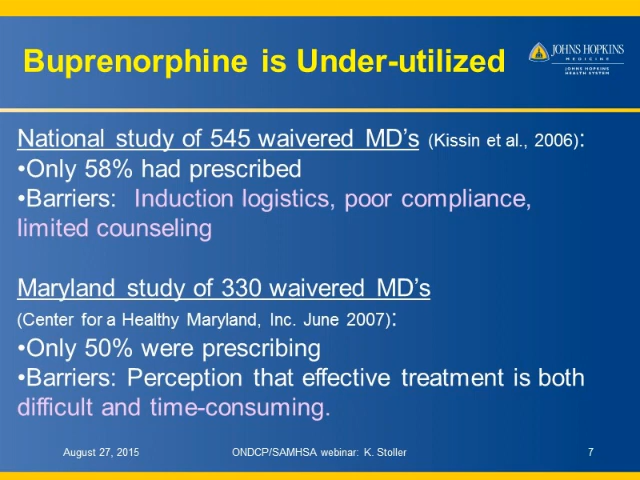 Buprenorphine is Under-utilized
JOHNS HOPKINS
MEDICINE
JOHNS HOPKINS
HEALTH SYSTEM
National study of 545 waivered MD’s (Kissin et al., 2006):
•Only 58% had prescribed
•Barriers: Induction logistics, poor compliance,
limited counseling
Maryland study of 330 waivered MD’s
(Center for a Healthy Maryland, Inc. June 2007):
•Only 50% were prescribing
•Barriers: Perception that effective treatment is both
difficult and time-consuming.
August 27, 2015
ONDCP/SAMHSA webinar: K. Stoller
7